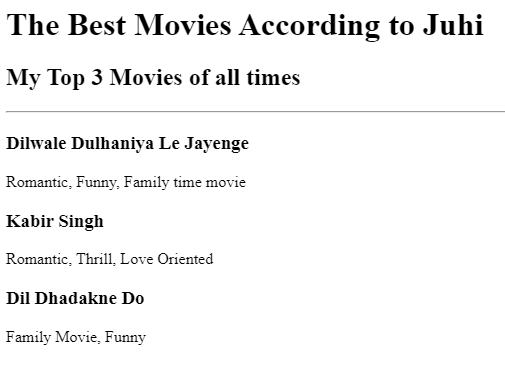 The Best Movies According to Juhi
My Top 3 Movies of all times
Dilwale Dulhaniya Le Jayenge
Romantic, Funny, Family time movie
Kabir Singh
Romantic, Thrill, Love Oriented
Dil Dhadakne Do
Family Movie, Funny